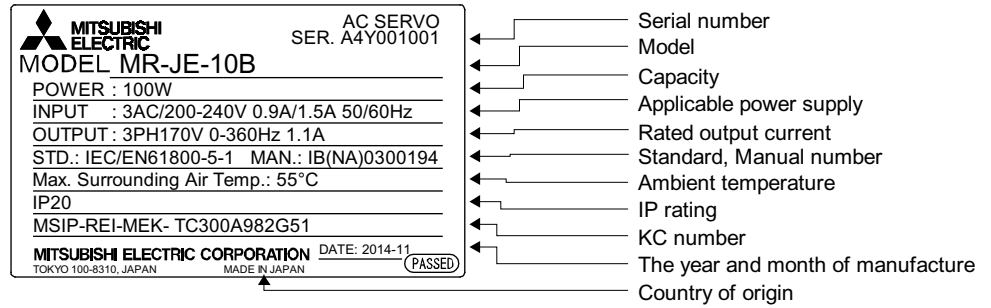 MITSUBISHI
ELECTRIC
AC SERVO
SER. A4Y001001
MODEL MR-JE-10B
POWER : 100W
INPUT : 3AC/200-240V 0.9A/1.5A 50/60Hz
OUTPUT : 3PH170V 0-360Hz 1.1A
STD.: IEC/EN61800-5-1 MAN.: IB(NA)0300194
Max. Surrounding Air Temp.: 55°C
IP20
MSIP-REI-MEK- TC300A982G51
MITSUBISHI ELECTRIC CORPORATION DATE: 2014-11
TOKYO 100-8310, JAPAN MADE IN JAPAN PASSED
Serial number
Model
Capacity
Applicable power supply
Rated output current
Standard, Manual number
Ambient temperature
IP rating
KC number
The year and month of manufacture
Country of origin